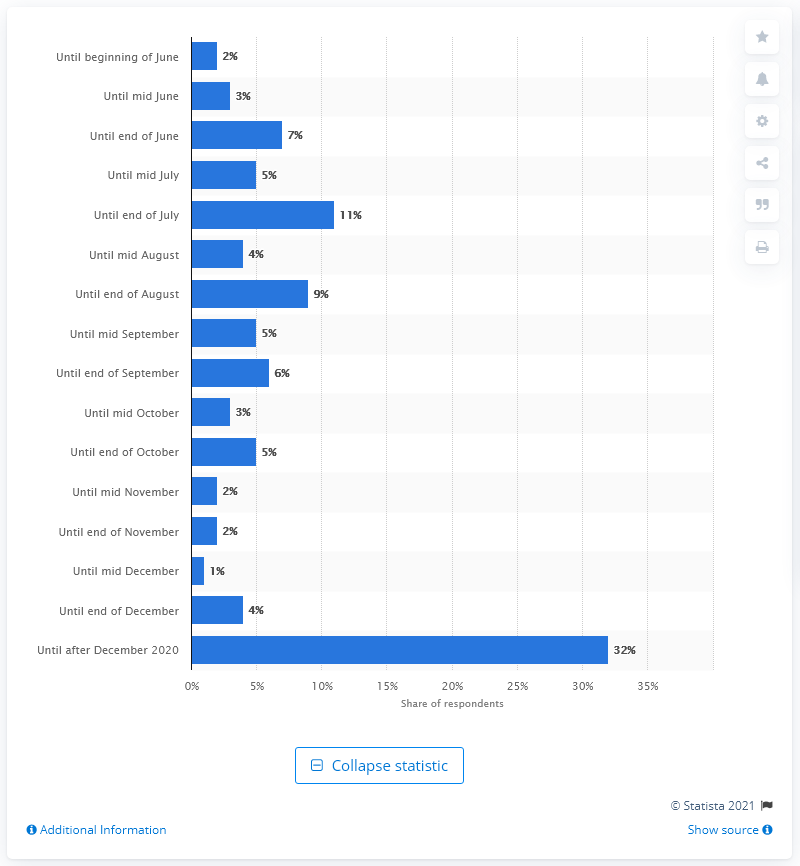 Until beginning of June 2%
Until mid June 3%
Until end of June 7%
Until mid July 5%
Until end of July 11%
Until mid August 4%
Until end of August 9%
Until mid September 5%
Until end of September 6%
Until mid October 3%
Until end of October 5%
Until mid November 2%
Until end of November 2%
Until mid December 1%
Until end of December 4%
Until after December 2020 32%
0% 5% 10% 15% 20% 25% 30% 35%
Share of respondents
Collapse statistic
© Statista 2021
Additional Information Show source